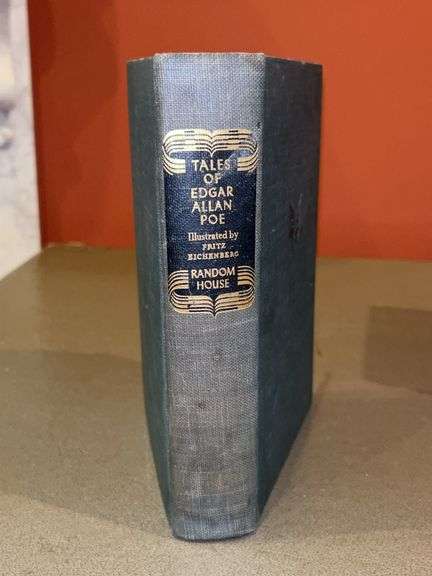 TALES
OF
EDGAR
ALLAN
POE
Illustrated by
FRITZ
EICHENBERG
RANDOM
HOUSE